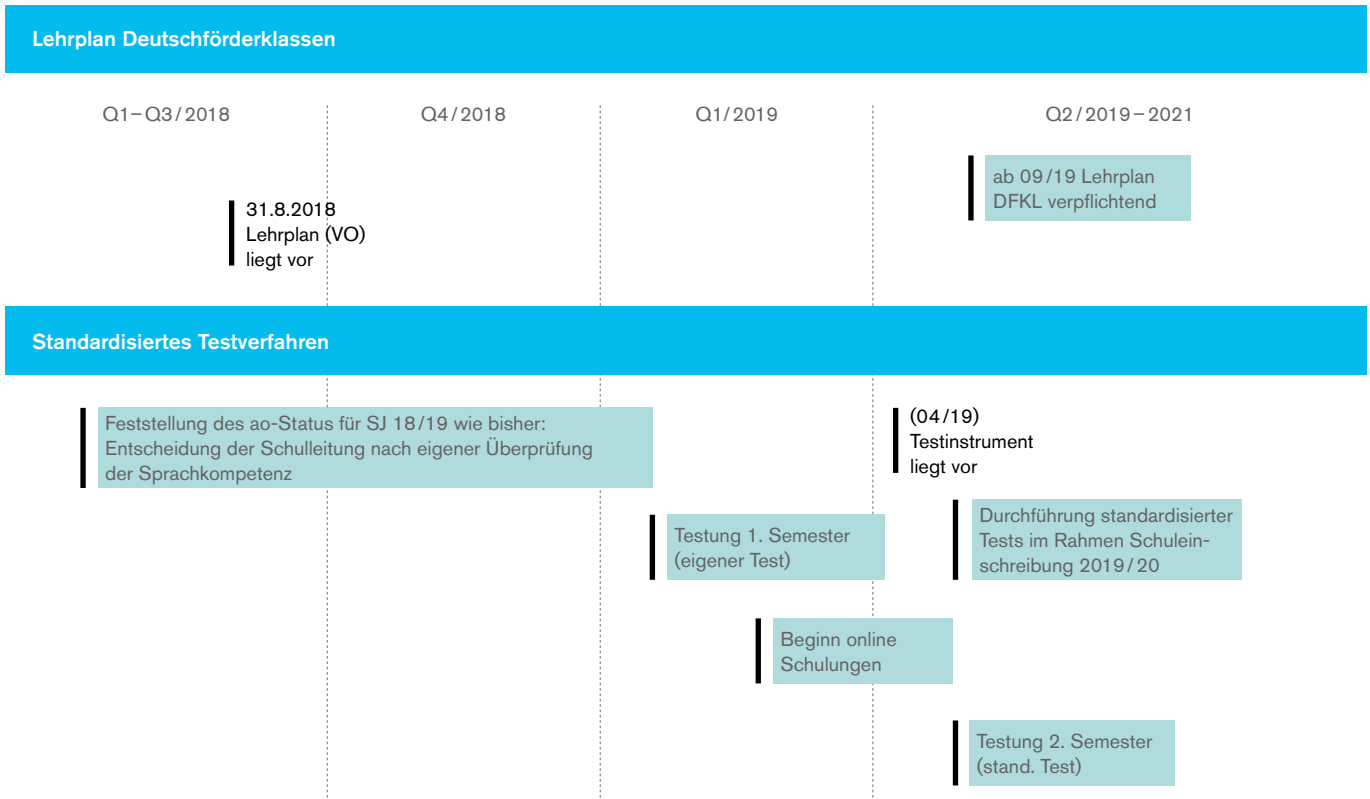 Lehrplan Deutschförderklassen
Q1–Q3/2018
Q4/2018
Q1/2019
Q2/2019–2021
ab 09/19 Lehrplan
DFKL verpflichtend
31.8.2018
Lehrplan (VO)
liegt vor
Standardisiertes Testverfahren
Feststellung des ao-Status für SJ 18/19 wie bisher:
Entscheidung der Schulleitung nach eigener Überprüfung
der Sprachkompetenz
(04/19)
Testinstrument
liegt vor
Testung 1. Semester
(eigener Test)
Durchführung standardisierter
Tests im Rahmen Schulein-
schreibung 2019/20
Beginn online
Schulungen
Testung 2. Semester
(stand. Test)